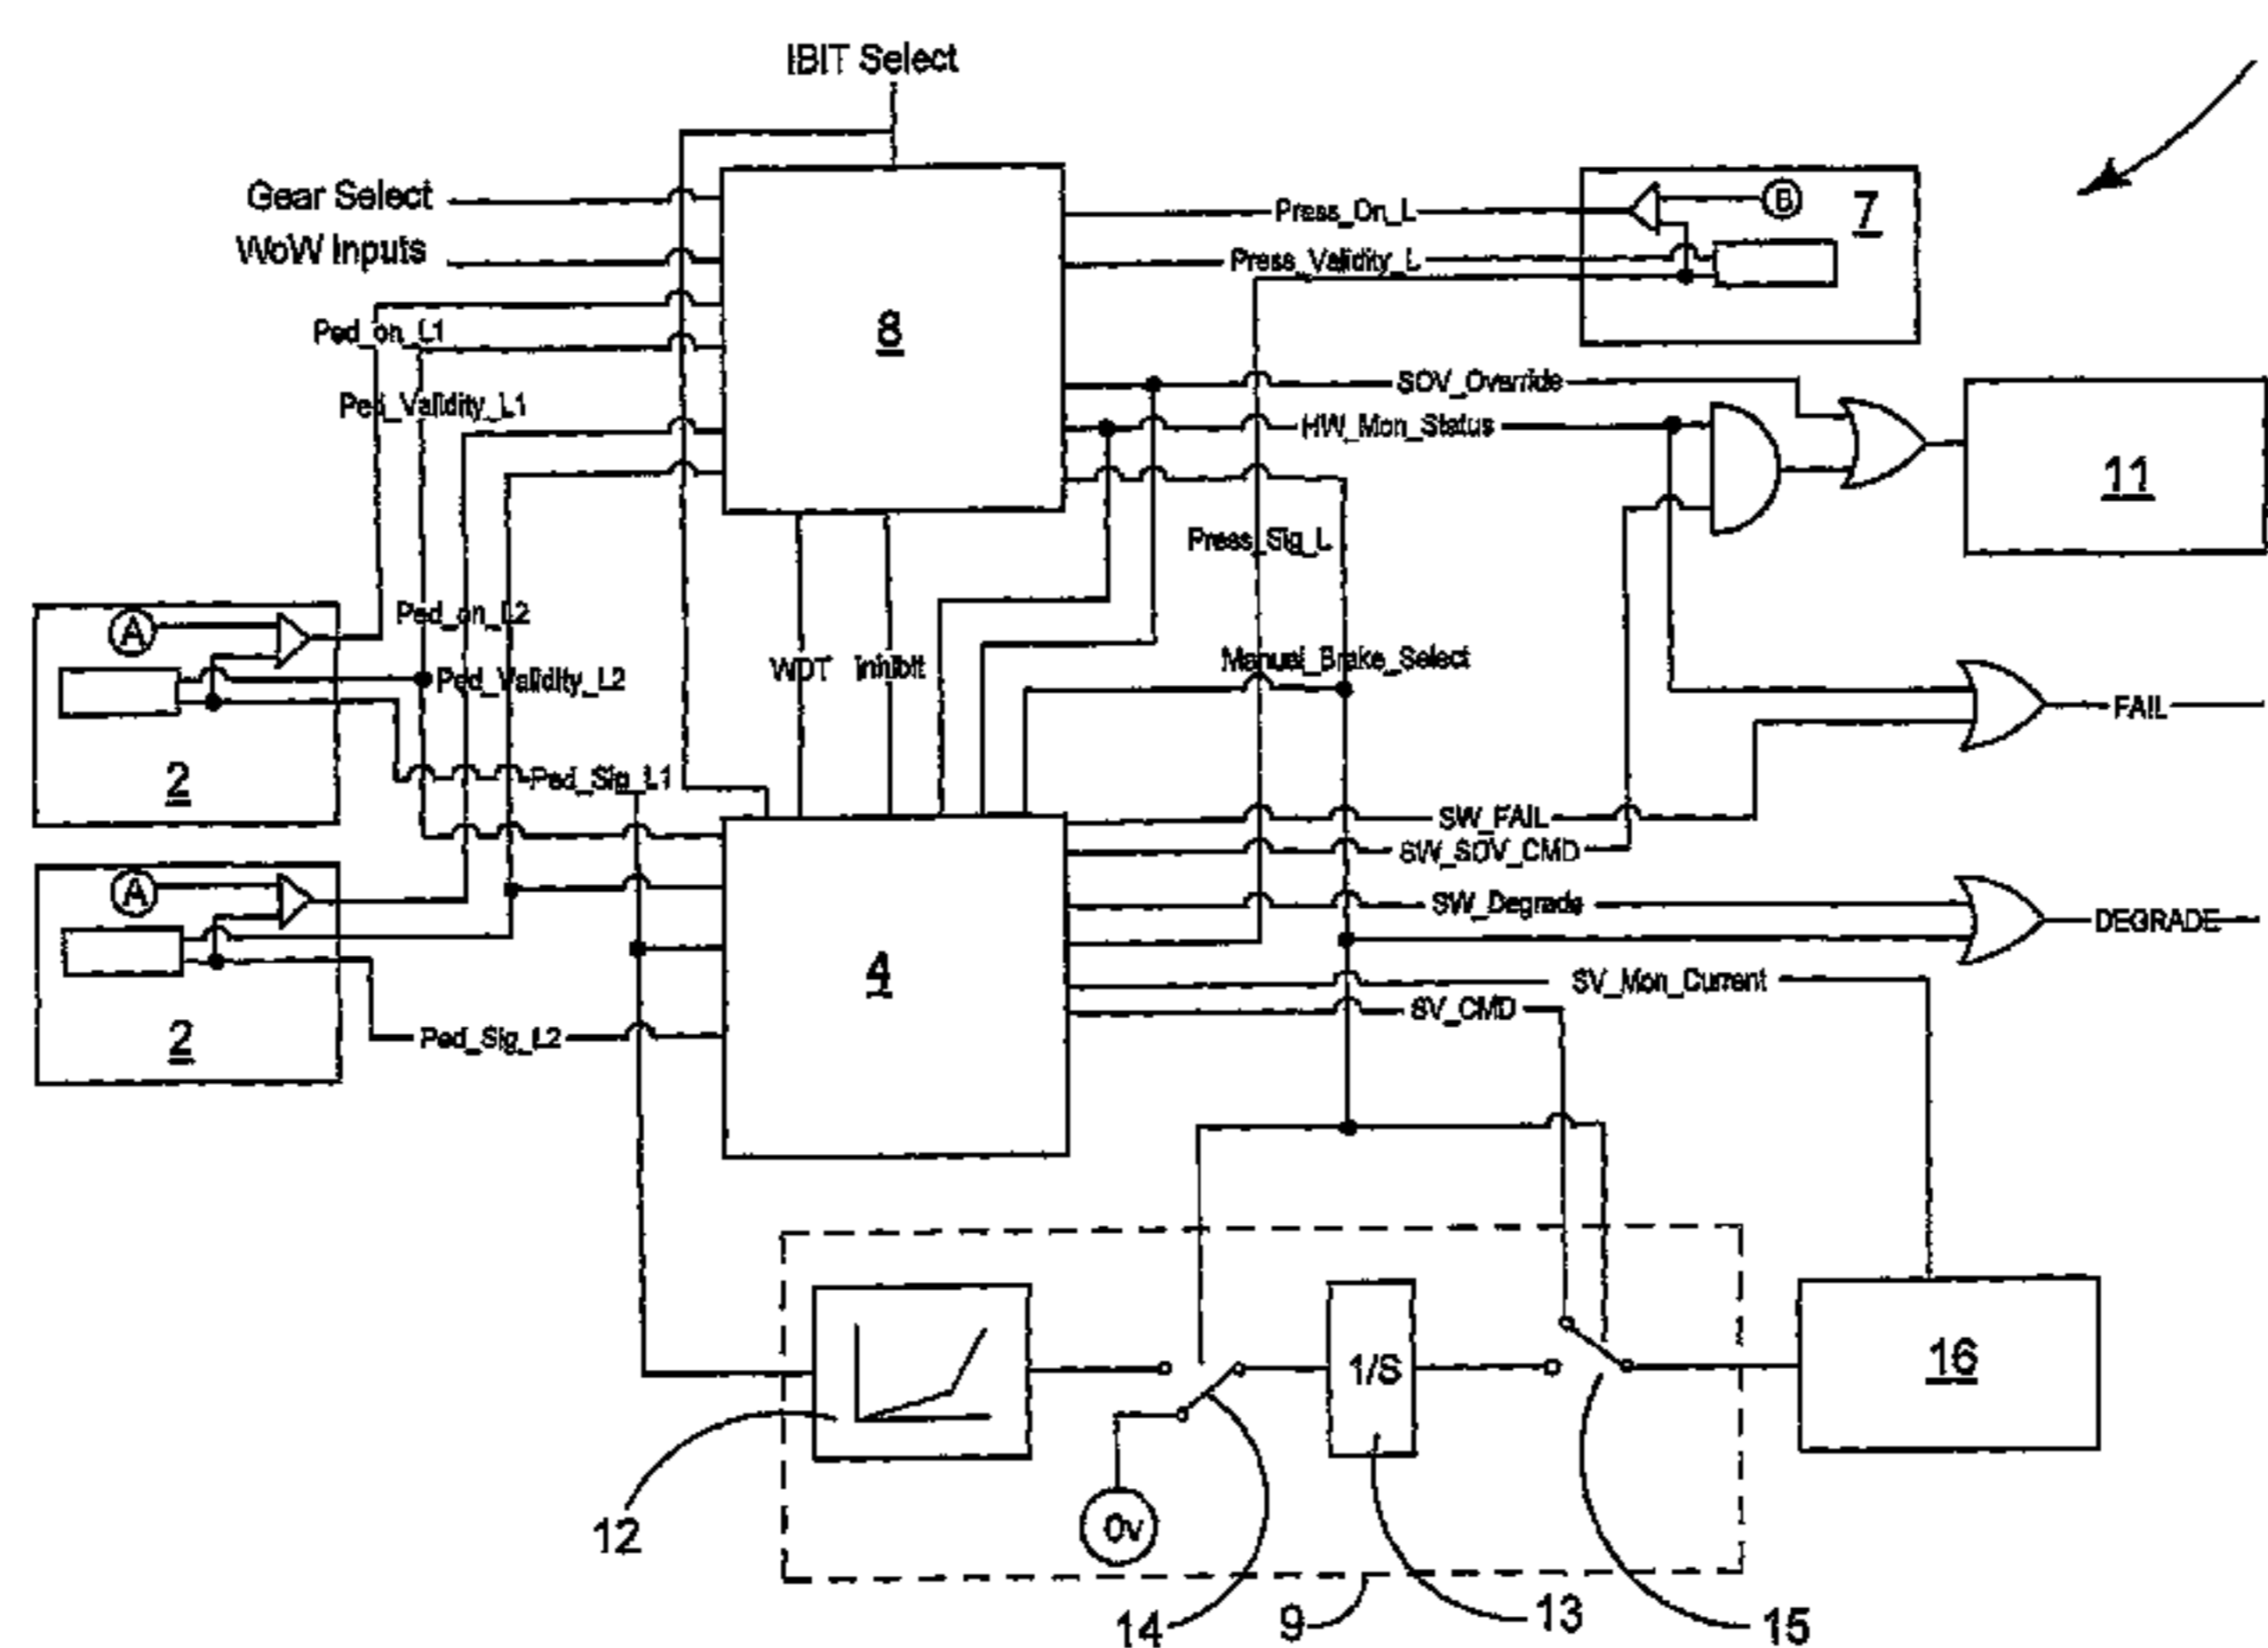 IBIT Select
Gear Select
WoW Inputs
Ped_on_L1
Ped_Validity_L1
8
Press_On_L
Press_Validity_L
B
7
SOV_Override
HW_Mon_Status
11
Press_Sig_L
A
Ped_on_L2
Ped_Validity_L2
2
Ped_Sig_L1
WDT
Inhibit
Manual_Brake_Select
FAIL
SW_FAIL
SW_SOV_CMD
A
2
Ped_Sig_L2
4
SW_Degrade
DEGRADE
SV_Mon_Current
SV_CMD
1/S
16
0v
12
14
9
13
15